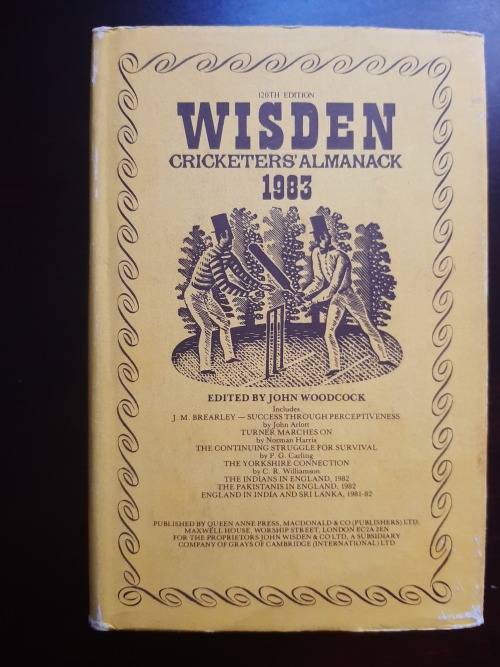 120TH EDITION
WISDEN
CRICKETERS' ALMANACK
1983
EDITED BY JOHN WOODCOCK
Includes
J. M. BREARLEY — SUCCESS THROUGH PERCEPTIVENESS
by John Arlott
TURNER MARCHES ON
by Norman Harris
THE CONTINUING STRUGGLE FOR SURVIVAL
by P. G. Carling
THE YORKSHIRE CONNECTION
by C. R. Williamson
THE INDIANS IN ENGLAND, 1982
THE PAKISTANIS IN ENGLAND, 1982
ENGLAND IN INDIA AND SRI LANKA, 1981-82
PUBLISHED BY QUEEN ANNE PRESS, MACDONALD & CO (PUBLISHERS) LTD,
MAXWELL HOUSE, WORSHIP STREET, LONDON EC2A 2EN
FOR THE PROPRIETORS JOHN WISDEN & CO LTD, A SUBSIDIARY
COMPANY OF GRAYS OF CAMBRIDGE (INTERNATIONAL) LTD